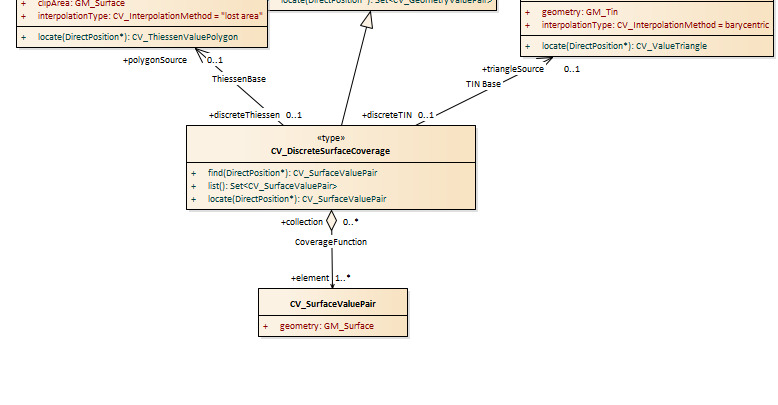 + clipArea: GM_Surface
+ interpolationType: CV_InterpolationMethod = "lost area"
+ locate(DirectPosition*): CV_ThiessenValuePolygon
locate(DirectPosition*): Set<CV_GeometryValuePair>
+ geometry: GM_Tin
+ interpolationType: CV_InterpolationMethod = barycentric
+ locate(DirectPosition*): CV_ValueTriangle
+polygonSource 0..1
ThiessenBase
+discreteThiessen 0..1
+triangleSource 0..1
TIN Base
+discreteTIN 0..1
«type»
CV_DiscreteSurfaceCoverage
+ find(DirectPosition*): CV_SurfaceValuePair
+ list(): Set<CV_SurfaceValuePair>
+ locate(DirectPosition*): CV_SurfaceValuePair
+collection 0..*
CoverageFunction
+element 1..*
CV_SurfaceValuePair
+ geometry: GM_Surface